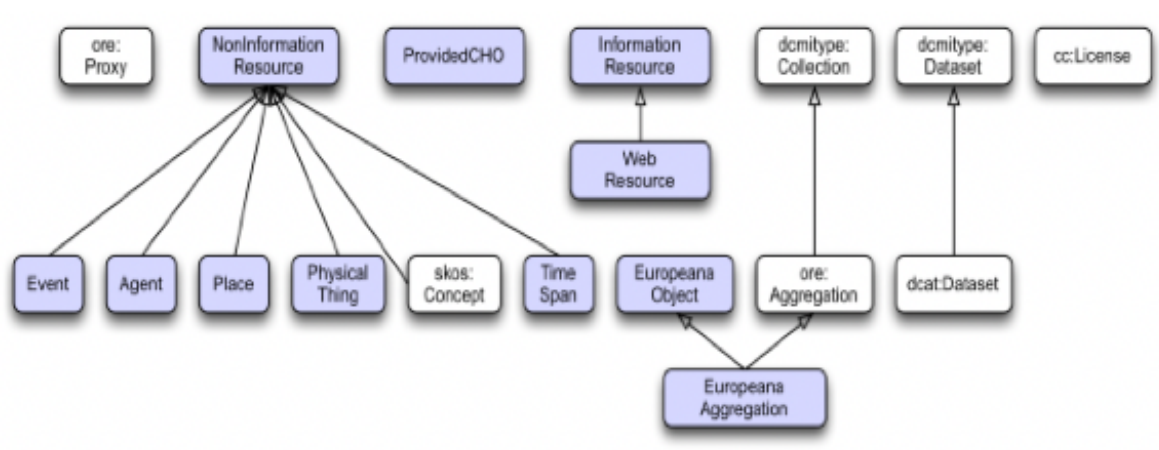 ore:
Proxy
NonInformation
Resource
ProvidedCHO
Information
Resource
dcmitype:
Collection
dcmitype:
Dataset
cc:License
Web
Resource
Event
Agent
Place
Physical
Thing
skos:
Concept
Time
Span
Europeana
Object
ore:
Aggregation
dcat:Dataset
Europeana
Aggregation